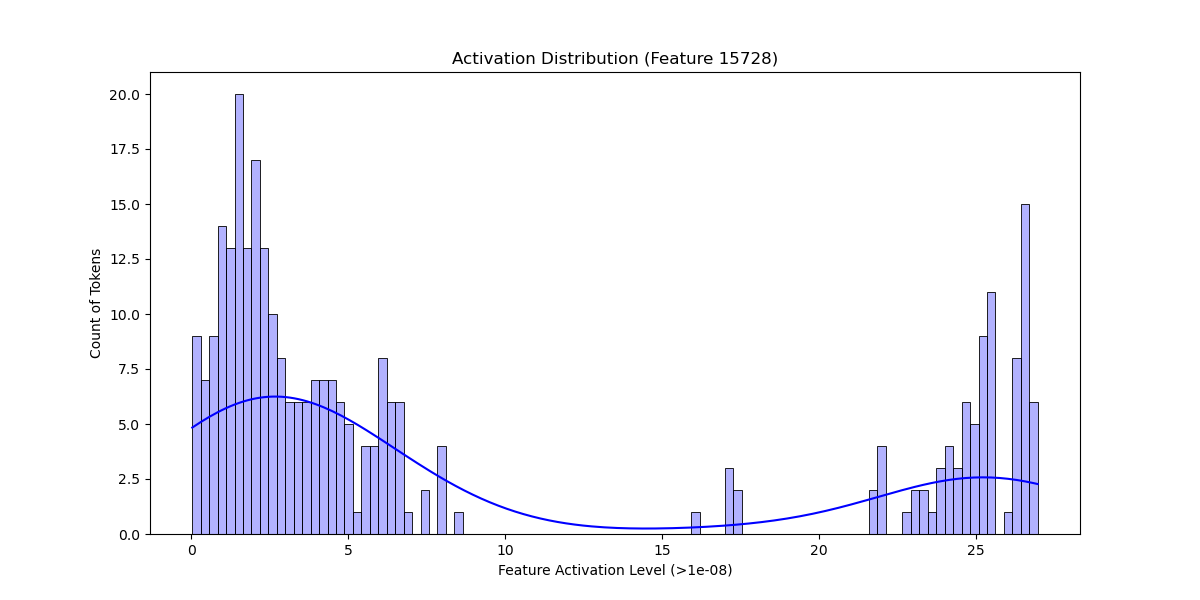 Activation Distribution (Feature 15728)
20.0
17.5
15.0
12.5
10.0
7.5
5.0
2.5
0.0
Count of Tokens
0 5 10 15 20 25
Feature Activation Level (>1e-08)